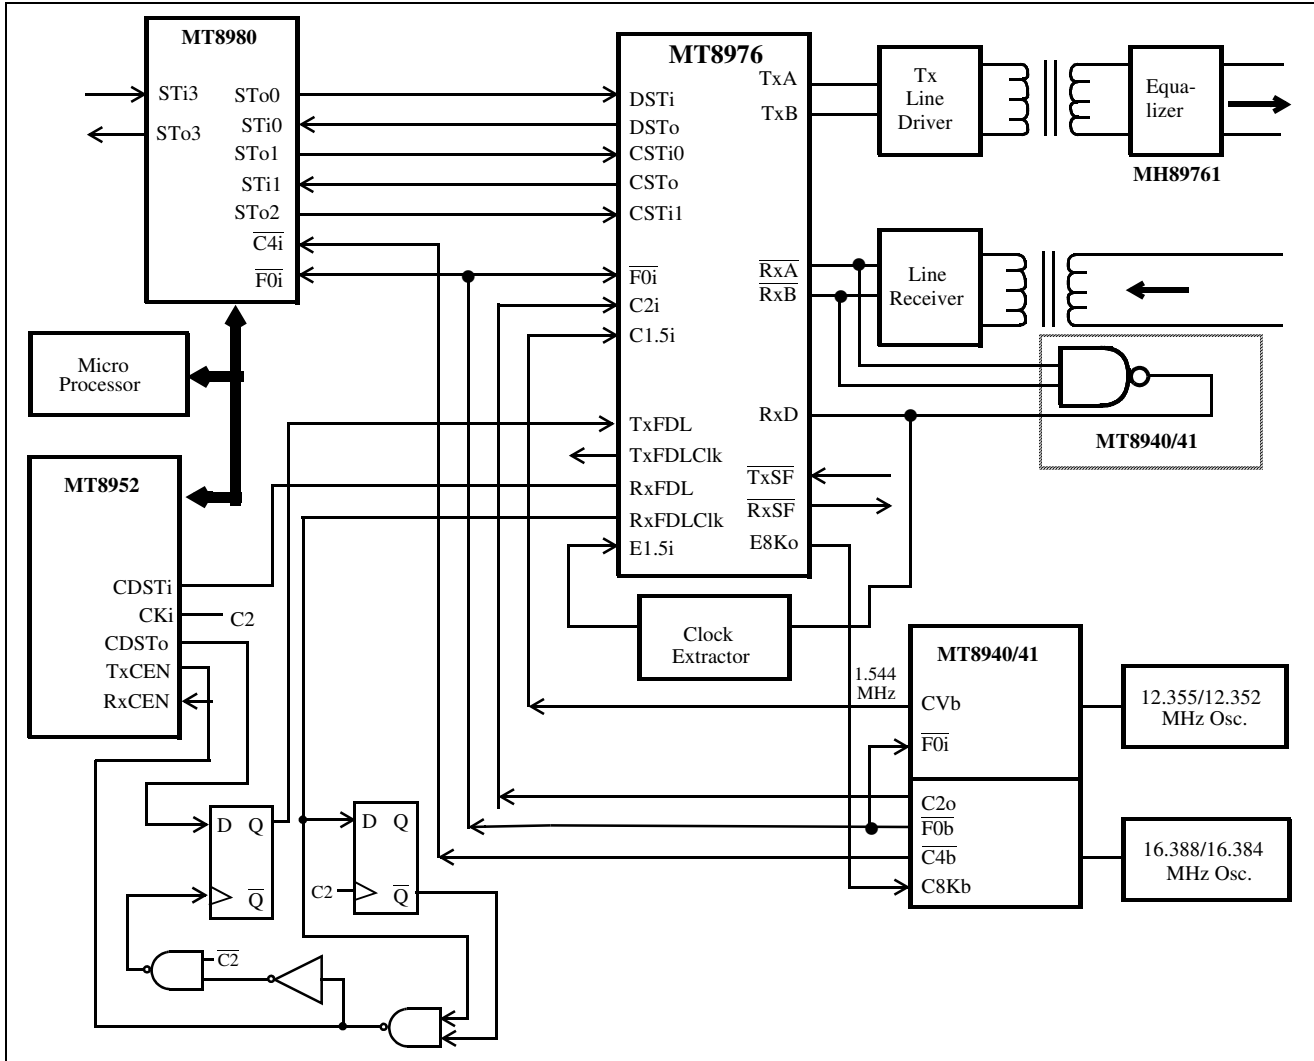 MT8980
STi3
STo3
STo0
STi0
STo1
STi1
STo2
C4i
F0i
Micro
Processor
MT8952
CDSTi
CKi
C2
CDSTo
TxCEN
RxCEN
MT8976
DSTi
DSTo
CSTi0
CSTo
CSTi1
F0i
C2i
C1.5i
TxFDL
TxFDLClk
RxFDL
RxFDLClk
E1.5i
TxA
TxB
RxA
RxB
RxD
TxSF
RxSF
E8Ko
Tx
Line
Driver
Equa-
lizer
MH89761
Line
Receiver
MT8940/41
Clock
Extractor
1.544
MHz
MT8940/41
CVb
F0i
C2o
F0b
C4b
C8Kb
12.355/12.352
MHz Osc.
16.388/16.384
MHz Osc.
D Q
Q
D Q
C2
Q
C2